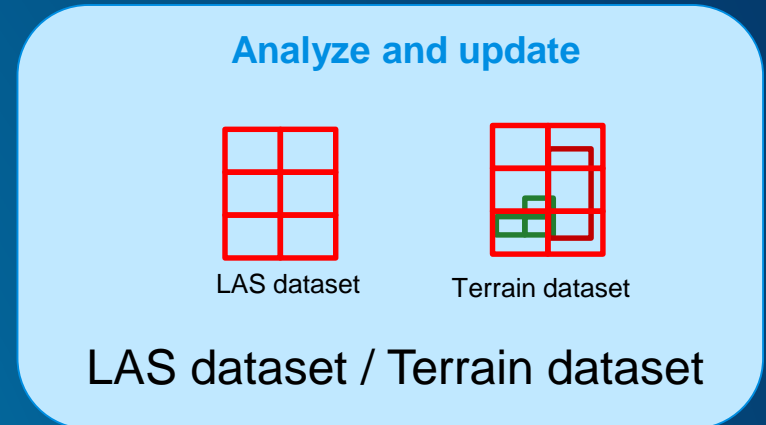 Analyze and update
LAS dataset
Terrain dataset
LAS dataset / Terrain dataset